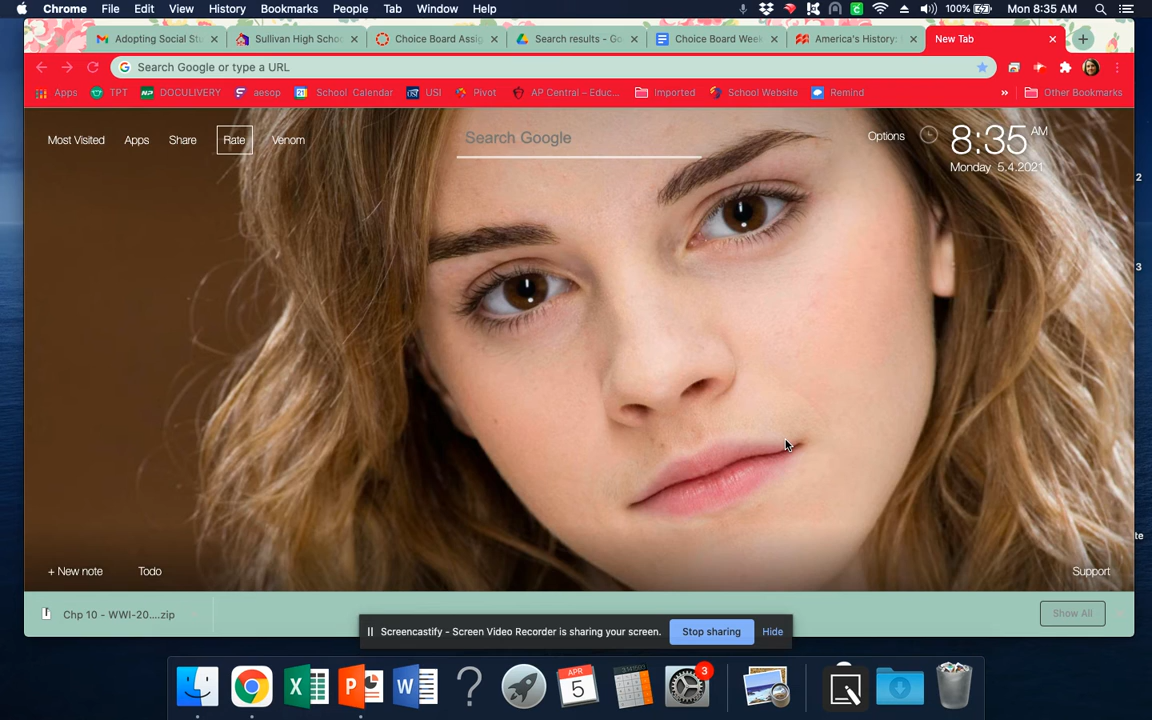 Chrome File Edit View History Bookmarks People Tab Window Help 100% Mon 8:35 AM
Adopting Social Stu Sullivan High Schoo Choice Board Assig Search results - Go Choice Board Week America's History: New Tab
Search Google or type a URL
Apps TPT DOCULIVERY aesop School Calendar USI Pivot AP Central – Educ... Imported School Website Remind » Other Bookmarks
Most Visited Apps Share Rate Venom Search Google Options 8:35 AM
Monday 5.4.2021
2
3
te
+ New note Todo Support
Chp 10 - WWI-20....zip Show All
Screencastify - Screen Video Recorder is sharing your screen. Stop sharing Hide
APR 5 3